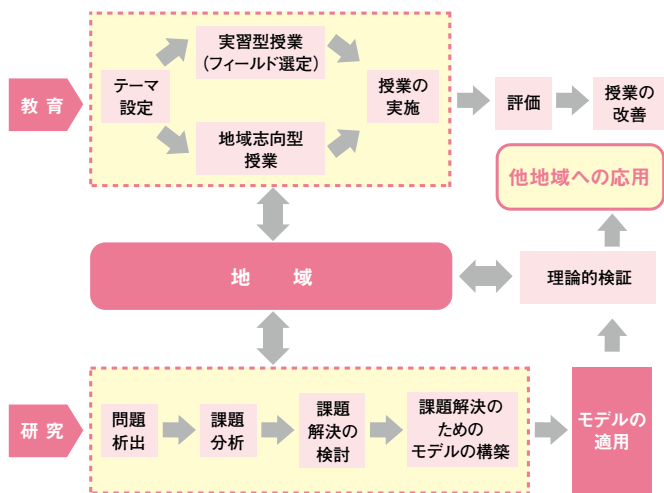 教育
テーマ
設定
実習型授業
(フィールド選定)
地域志向型
授業
授業の
実施
評価
授業の
改善
他地域への応用
地域
理論的検証
研究
問題
析出
課題
分析
課題
解決の
検討
課題解決の
ための
モデルの構築
モデルの
適用